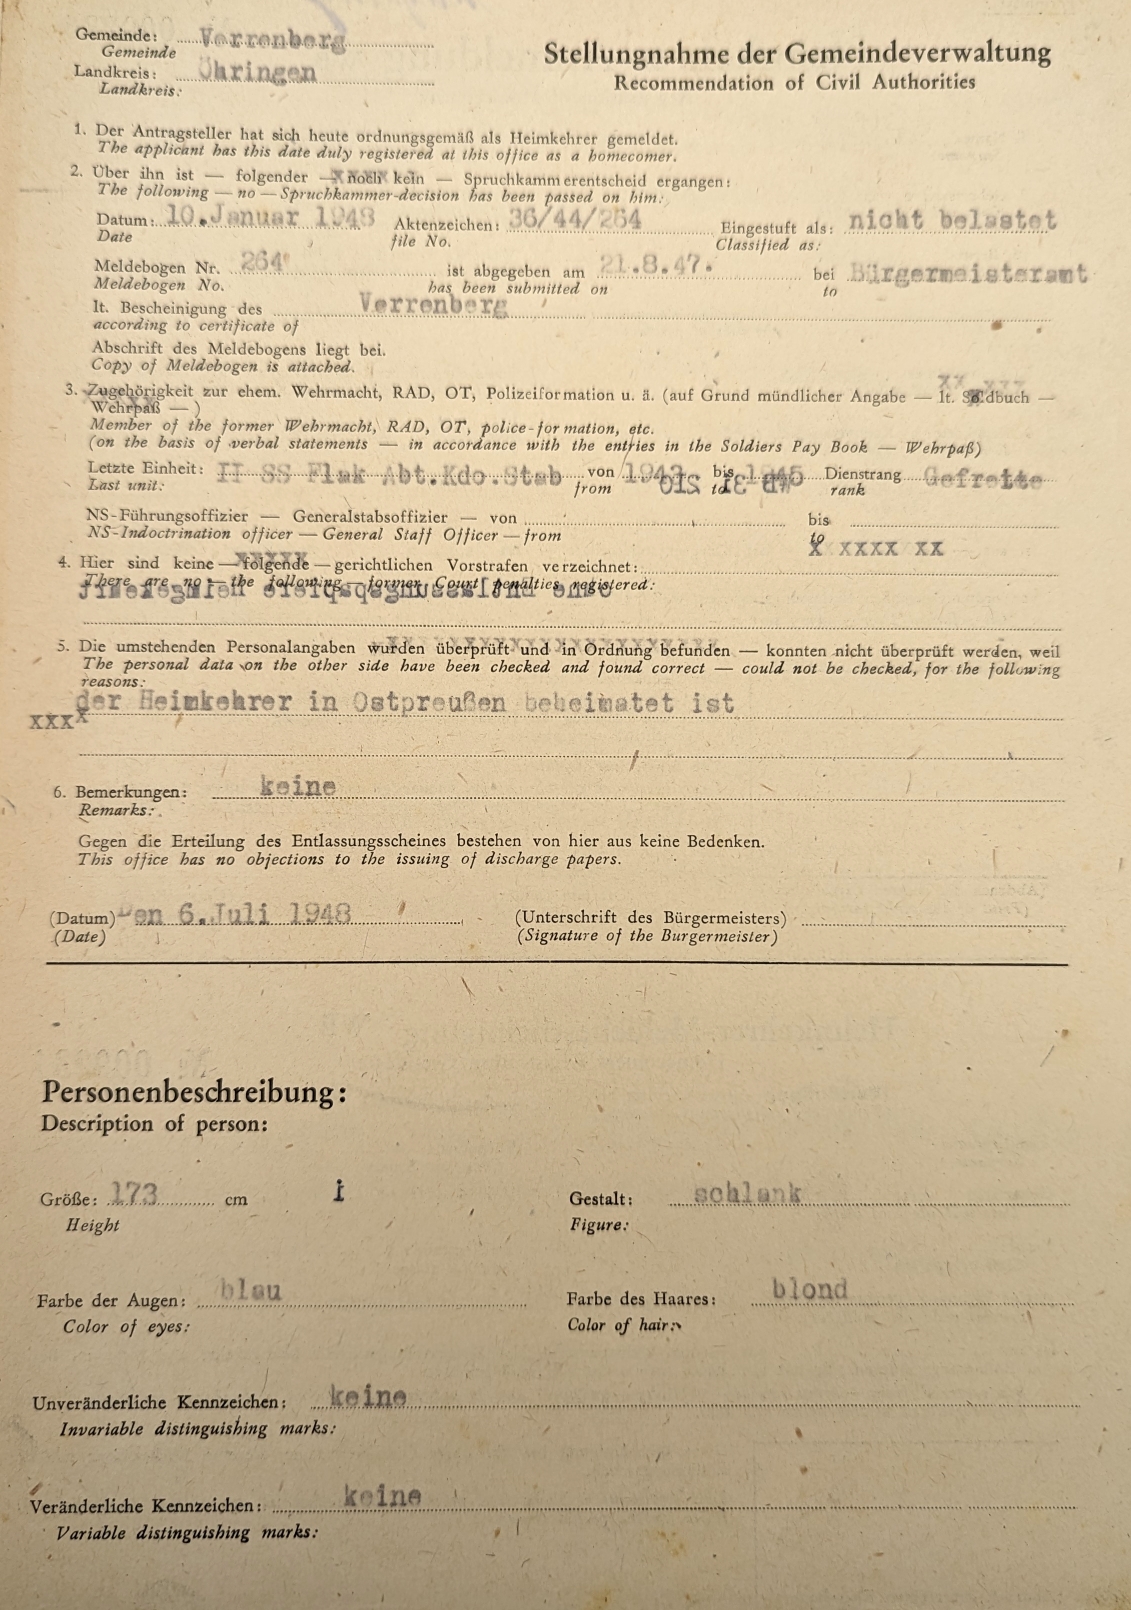 Gemeinde: Verrenberg
Gemeinde
Landkreis: Öhringen
Landkreis:
Stellungnahme der Gemeindeverwaltung
Recommendation of Civil Authorities
1. Der Antragsteller hat sich heute ordnungsgemäß als Heimkehrer gemeldet.
The applicant has this date duly registered at this office as a homecomer.
2. Über ihn ist — folgender — noch kein — Spruchkammerentscheid ergangen:
The following — no — Spruchkammer-decision has been passed on him:
Datum: 10.Januar 1948 Aktenzeichen: 36/44/264 Eingestuft als: nicht belastet
Date file No. Classified as:
Meldebogen Nr. 264 ist abgegeben am 21.8.47. bei Bürgermeisteramt
Meldebogen No. has been submitted on to
lt. Bescheinigung des Verrenberg
according to certificate of
Abschrift des Meldebogens liegt bei.
Copy of Meldebogen is attached.
3. Zugehörigkeit zur ehem. Wehrmacht, RAD, OT, Polizeiformation u. ä. (auf Grund mündlicher Angabe — lt. Soldbuch —
Wehrpaß — )
Member of the former Wehrmacht, RAD, OT, police-formation, etc.
(on the basis of verbal statements — in accordance with the entries in the Soldiers Pay Book — Wehrpaß)
Letzte Einheit: II SS Flak Abt.Kdo.Stab von 1943 bis 1945 Dienstrang
Last unit: from to rank
NS-Führungsoffizier — Generalstabsoffizier — von bis
NS-Indoctrination officer — General Staff Officer — from to
X XXXX XX
4. Hier sind keine — folgende — gerichtlichen Vorstrafen verzeichnet:
There are no — the following — former Court penalties registered:
5. Die umstehenden Personalangaben wurden überprüft und in Ordnung befunden — konnten nicht überprüft werden, weil
The personal data on the other side have been checked and found correct — could not be checked, for the following
reasons:
der Heimkehrer in Ostpreußen beheimatet ist
XXXX
6. Bemerkungen: keine
Remarks:
Gegen die Erteilung des Entlassungsscheines bestehen von hier aus keine Bedenken.
This office has no objections to the issuing of discharge papers.
(Datum) Den 6.Juli 1948 (Unterschrift des Bürgermeisters)
(Date) (Signature of the Burgermeister)
Personenbeschreibung:
Description of person:
Größe: 173 cm i Gestalt: schlank
Height Figure:
Farbe der Augen: blau Farbe des Haares: blond
Color of eyes: Color of hair:
Unveränderliche Kennzeichen: keine
Invariable distinguishing marks:
Veränderliche Kennzeichen: keine
Variable distinguishing marks: